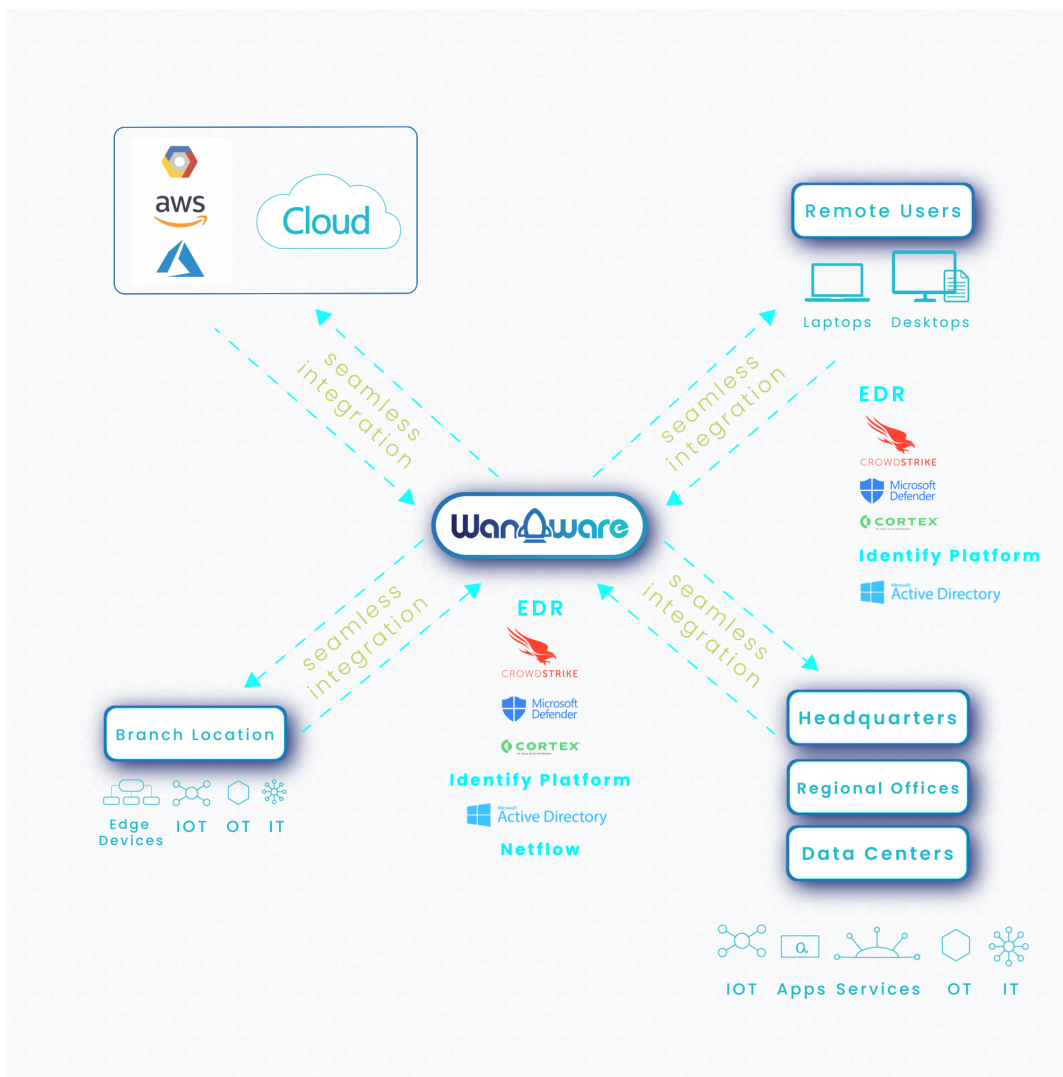 aws
Cloud
Remote Users
Laptops
Desktops
seamless
integration
seamless
integration
EDR
CROWDSTRIKE
Microsoft
Defender
CORTEX
Identify Platform
Microsoft
Active Directory
WanAware
seamless
integration
seamless
integration
EDR
CROWDSTRIKE
Microsoft
Defender
CORTEX
Identify Platform
Microsoft
Active Directory
Netflow
Branch Location
Edge
Devices
IOT
OT
IT
Headquarters
Regional Offices
Data Centers
a
IOT
Apps
Services
OT
IT